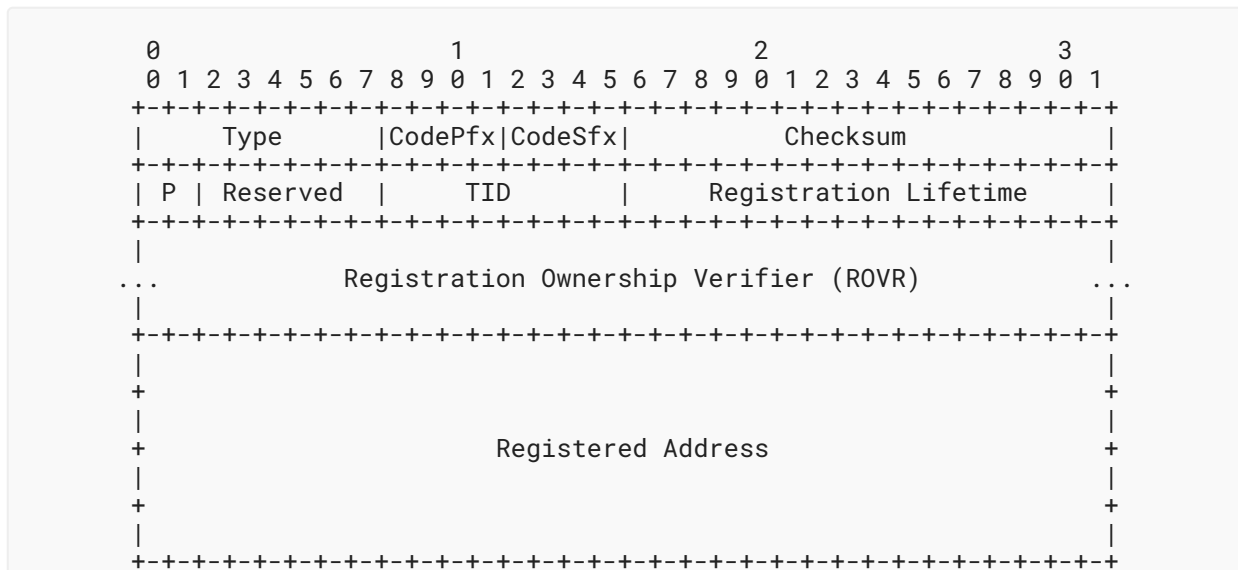 0                   1                   2                   3
 0 1 2 3 4 5 6 7 8 9 0 1 2 3 4 5 6 7 8 9 0 1 2 3 4 5 6 7 8 9 0 1
+-+-+-+-+-+-+-+-+-+-+-+-+-+-+-+-+-+-+-+-+-+-+-+-+-+-+-+-+-+-+-+-+
|     Type      |CodePfx|CodeSfx|          Checksum             |
+-+-+-+-+-+-+-+-+-+-+-+-+-+-+-+-+-+-+-+-+-+-+-+-+-+-+-+-+-+-+-+-+
| P | Reserved  |     TID       |     Registration Lifetime     |
+-+-+-+-+-+-+-+-+-+-+-+-+-+-+-+-+-+-+-+-+-+-+-+-+-+-+-+-+-+-+-+-+
|                                                               |
...            Registration Ownership Verifier (ROVR)           ...
|                                                               |
+-+-+-+-+-+-+-+-+-+-+-+-+-+-+-+-+-+-+-+-+-+-+-+-+-+-+-+-+-+-+-+-+
|                                                               |
+                                                               +
|                                                               |
+                       Registered Address                      +
|                                                               |
+                                                               +
|                                                               |
+-+-+-+-+-+-+-+-+-+-+-+-+-+-+-+-+-+-+-+-+-+-+-+-+-+-+-+-+-+-+-+-+